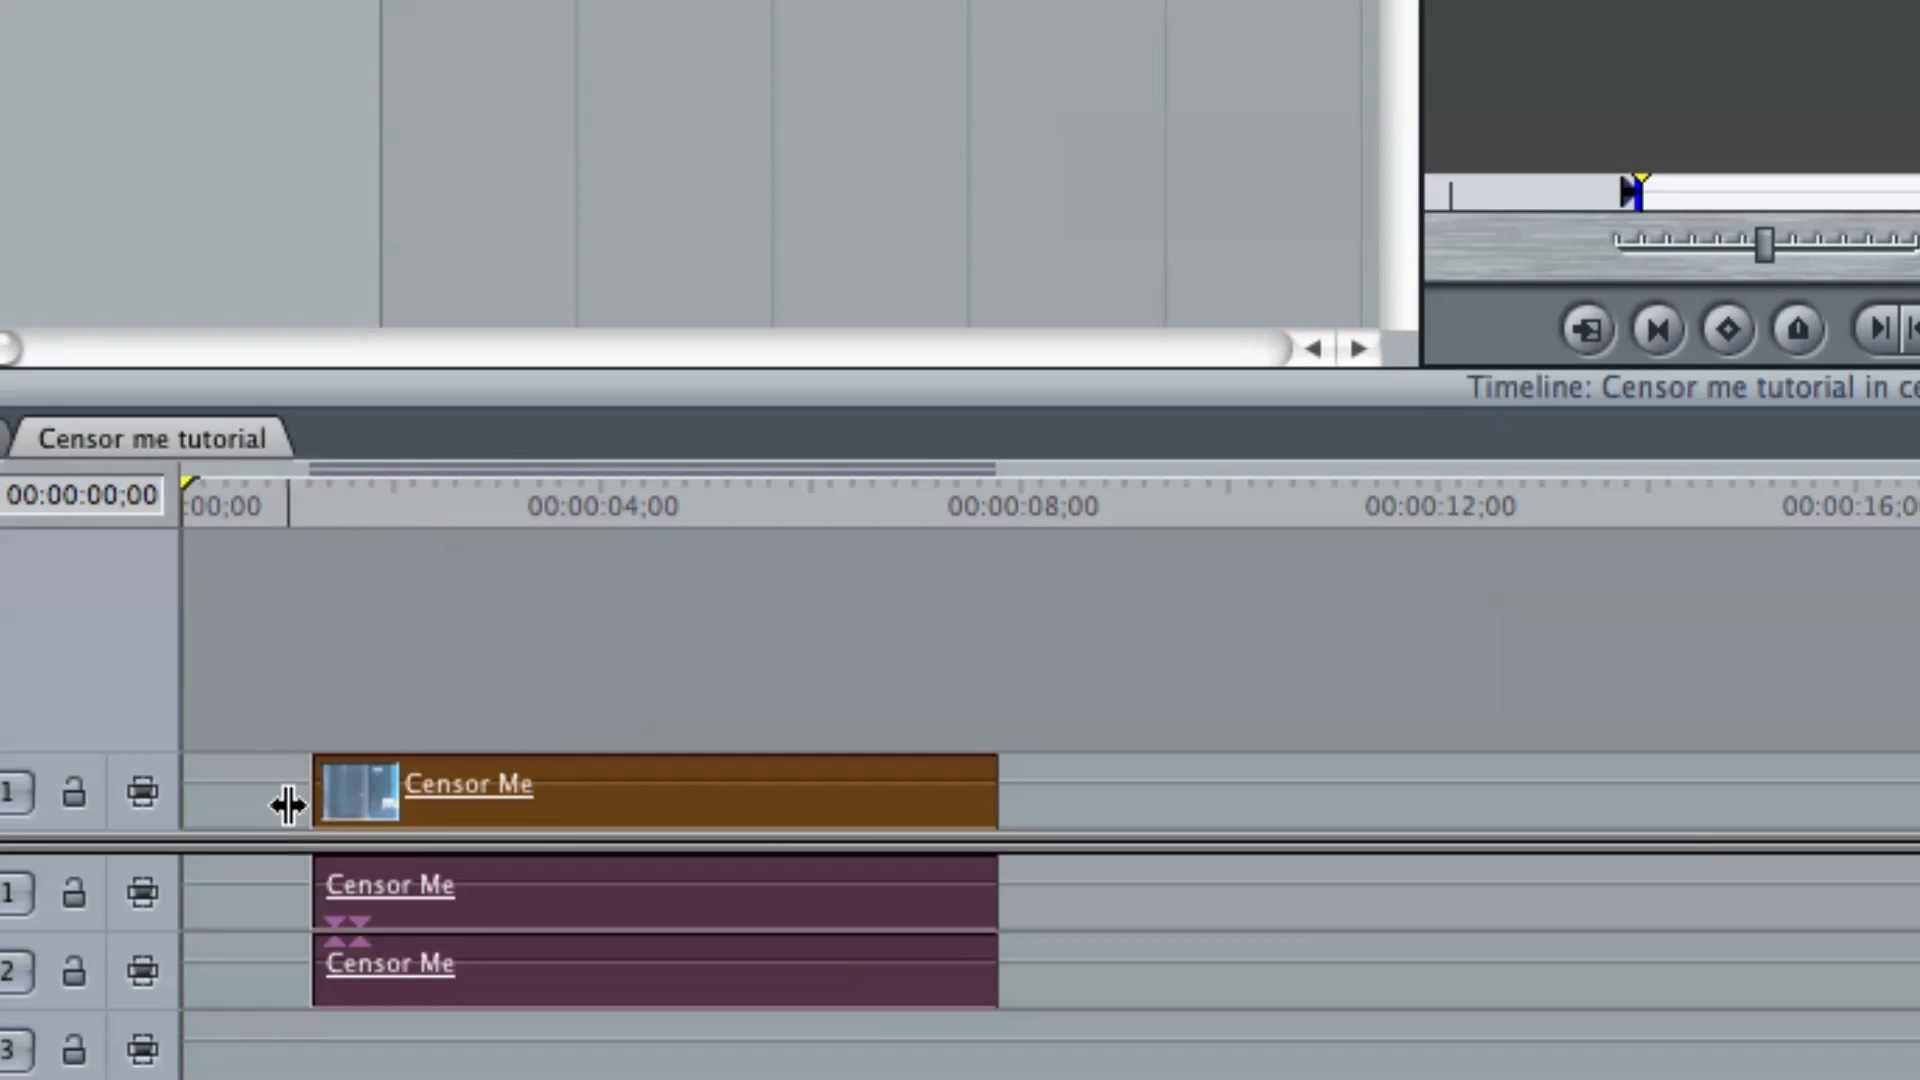 Timeline: Censor me tutorial in
Censor me tutorial
00:00:00;00
:00;00 00:00:04;00 00:00:08;00 00:00:12;00 00:00:16;0
1 Censor Me
1 Censor Me
2 Censor Me
3